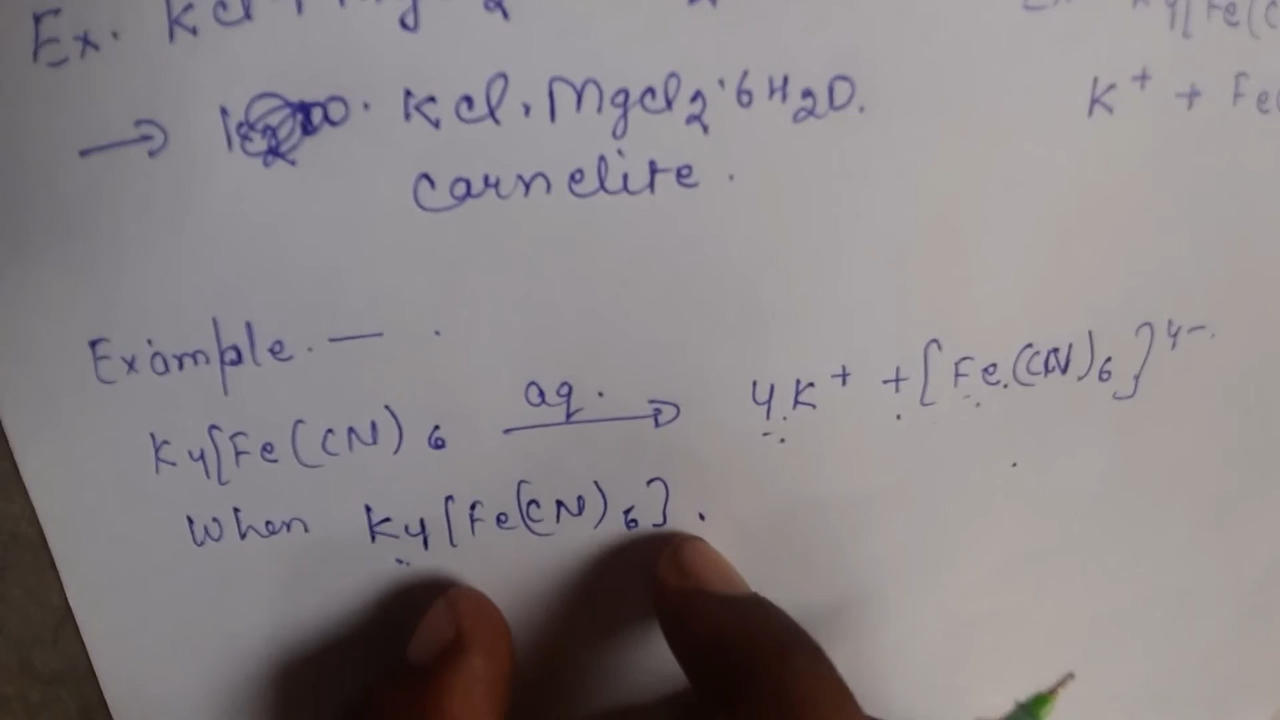 Ex. KCl
→ KCl. MgCl2.6H2O.
Carnelite.
K+ + Fe
Example. —
K4[Fe(CN)6 aq. → 4K+ + [Fe(CN)6]4-
When K4[Fe(CN)6].